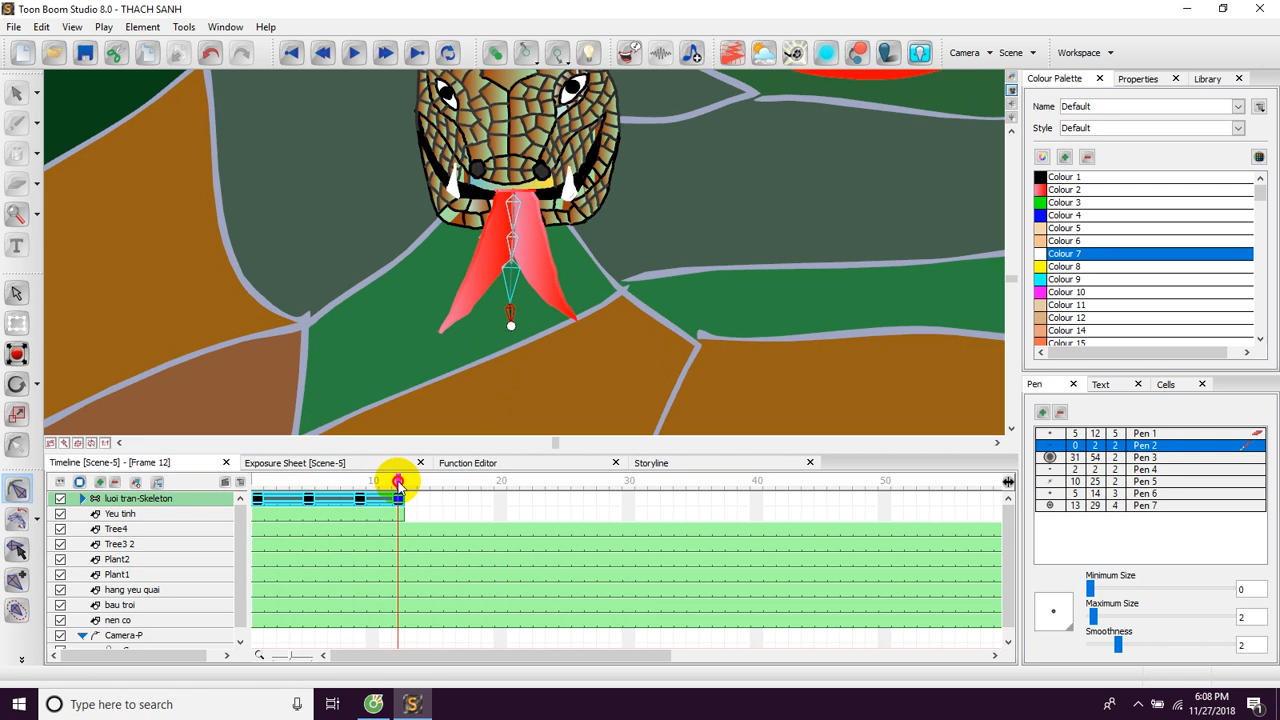 Toon Boom Studio 8.0 - THACH SANH
File Edit View Play Element Tools Window Help
Camera Scene Workspace
Colour Palette Properties Library
Name Default
Style Default
Colour 1
Colour 2
Colour 3
Colour 4
Colour 5
Colour 6
Colour 7
Colour 8
Colour 9
Colour 10
Colour 11
Colour 12
Colour 14
Colour 15
Pen Text Cells
5 12 5 Pen 1
0 2 2 Pen 2
31 54 2 Pen 3
2 2 2 Pen 4
10 25 2 Pen 5
5 14 3 Pen 6
13 29 4 Pen 7
Minimum Size
0
Maximum Size
2
Smoothness
2
Timeline [Scene-5] - [Frame 12] Exposure Sheet [Scene-5] Function Editor Storyline
10 20 30 40 50
luoi tran-Skeleton
Yeu tinh
Tree4
Tree3 2
Plant2
Plant1
hang yeu quai
bau troi
nen co
Camera-P
Type here to search
6:08 PM
11/27/2018